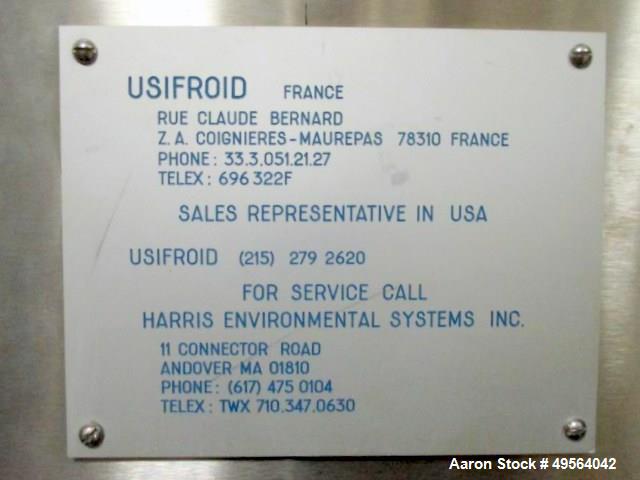 USIFROID FRANCE
RUE CLAUDE BERNARD
Z.A. COIGNIERES-MAUREPAS 78310 FRANCE
PHONE: 33.3.051.21.27
TELEX: 696 322F
SALES REPRESENTATIVE IN USA
USIFROID (215) 279 2620
FOR SERVICE CALL
HARRIS ENVIRONMENTAL SYSTEMS INC.
11 CONNECTOR ROAD
ANDOVER MA 01810
PHONE: (617) 475 0104
TELEX: TWX 710.347.0630
Aaron Stock # 49564042